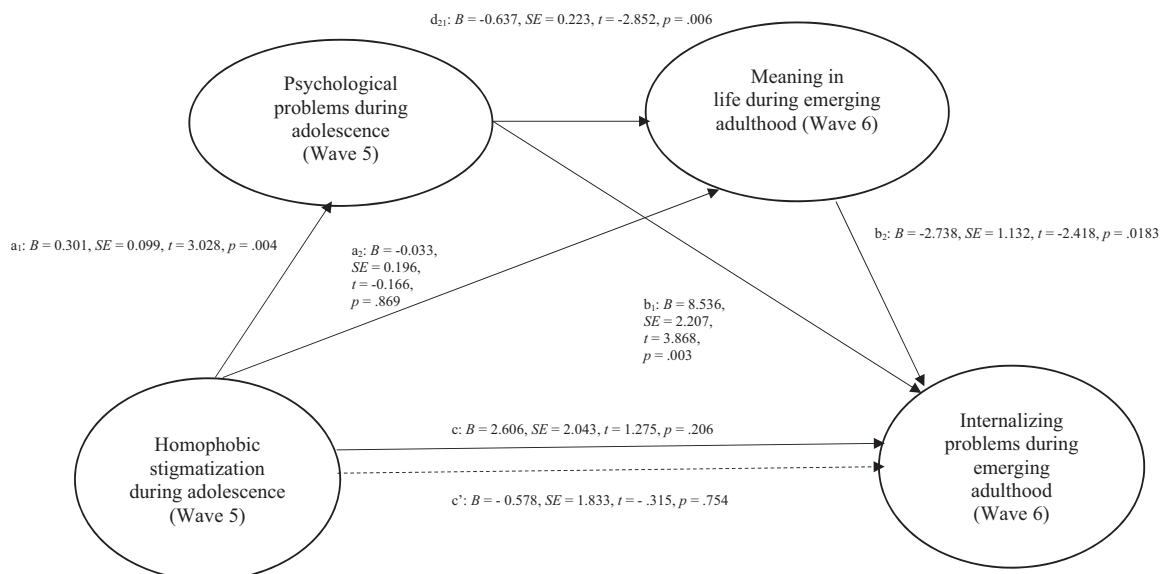 d21: B = -0.637, SE = 0.223, t = -2.852, p = .006
Psychological
problems during
adolescence
(Wave 5)
Meaning in
life during emerging
adulthood (Wave 6)
a1: B = 0.301, SE = 0.099, t = 3.028, p = .004
a2: B = -0.033,
SE = 0.196,
t = -0.166,
p = .869
b2: B = -2.738, SE = 1.132, t = -2.418, p = .0183
b1: B = 8.536,
SE = 2.207,
t = 3.868,
p = .003
Homophobic
stigmatization
during adolescence
(Wave 5)
c: B = 2.606, SE = 2.043, t = 1.275, p = .206
c’: B = - 0.578, SE = 1.833, t = - .315, p = .754
Internalizing
problems during
emerging
adulthood
(Wave 6)